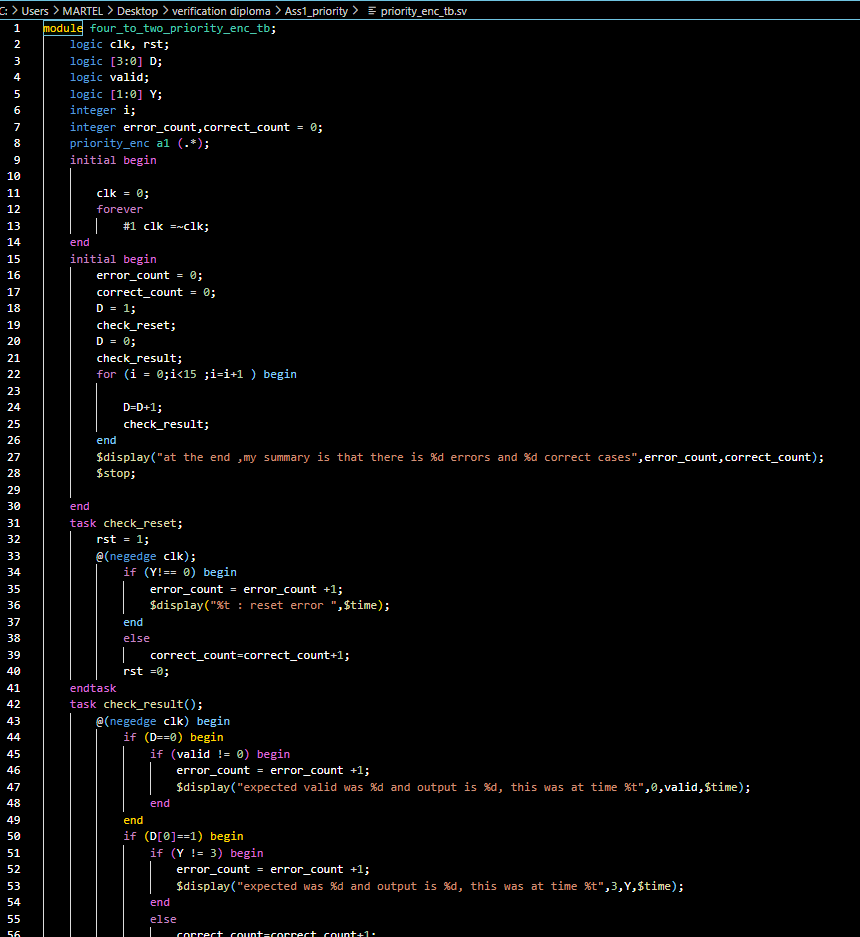 C: > Users > MARTEL > Desktop > verification diploma > Ass1_priority > priority_enc_tb.sv
1 module four_to_two_priority_enc_tb;
2 logic clk, rst;
3 logic [3:0] D;
4 logic valid;
5 logic [1:0] Y;
6 integer i;
7 integer error_count,correct_count = 0;
8 priority_enc a1 (.*);
9 initial begin
10
11 clk = 0;
12 forever
13 #1 clk =~clk;
14 end
15 initial begin
16 error_count = 0;
17 correct_count = 0;
18 D = 1;
19 check_reset;
20 D = 0;
21 check_result;
22 for (i = 0;i<15 ;i=i+1 ) begin
23
24 D=D+1;
25 check_result;
26 end
27 $display("at the end ,my summary is that there is %d errors and %d correct cases",error_count,correct_count);
28 $stop;
29
30 end
31 task check_reset;
32 rst = 1;
33 @(negedge clk);
34 if (Y!== 0) begin
35 error_count = error_count +1;
36 $display("%t : reset error ",$time);
37 end
38 else
39 correct_count=correct_count+1;
40 rst =0;
41 endtask
42 task check_result();
43 @(negedge clk) begin
44 if (D==0) begin
45 if (valid != 0) begin
46 error_count = error_count +1;
47 $display("expected valid was %d and output is %d, this was at time %t",0,valid,$time);
48 end
49 end
50 if (D[0]==1) begin
51 if (Y != 3) begin
52 error_count = error_count +1;
53 $display("expected was %d and output is %d, this was at time %t",3,Y,$time);
54 end
55 else
56 correct_count=correct_count+1;